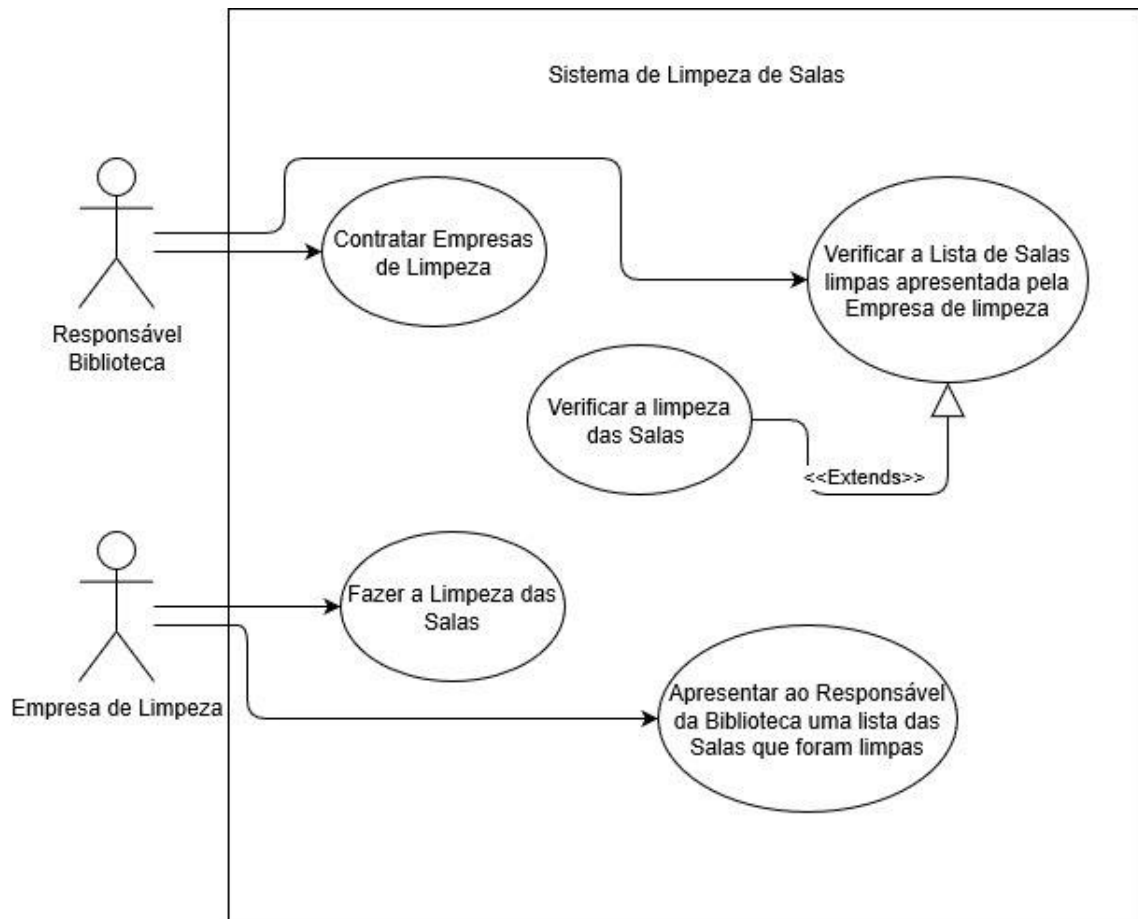 Sistema de Limpeza de Salas
Responsável
Biblioteca
Contratar Empresas
de Limpeza
Verificar a Lista de Salas
limpas apresentada pela
Empresa de limpeza
Verificar a limpeza
das Salas
<<Extends>>
Empresa de Limpeza
Fazer a Limpeza das
Salas
Apresentar ao Responsável
da Biblioteca uma lista das
Salas que foram limpas